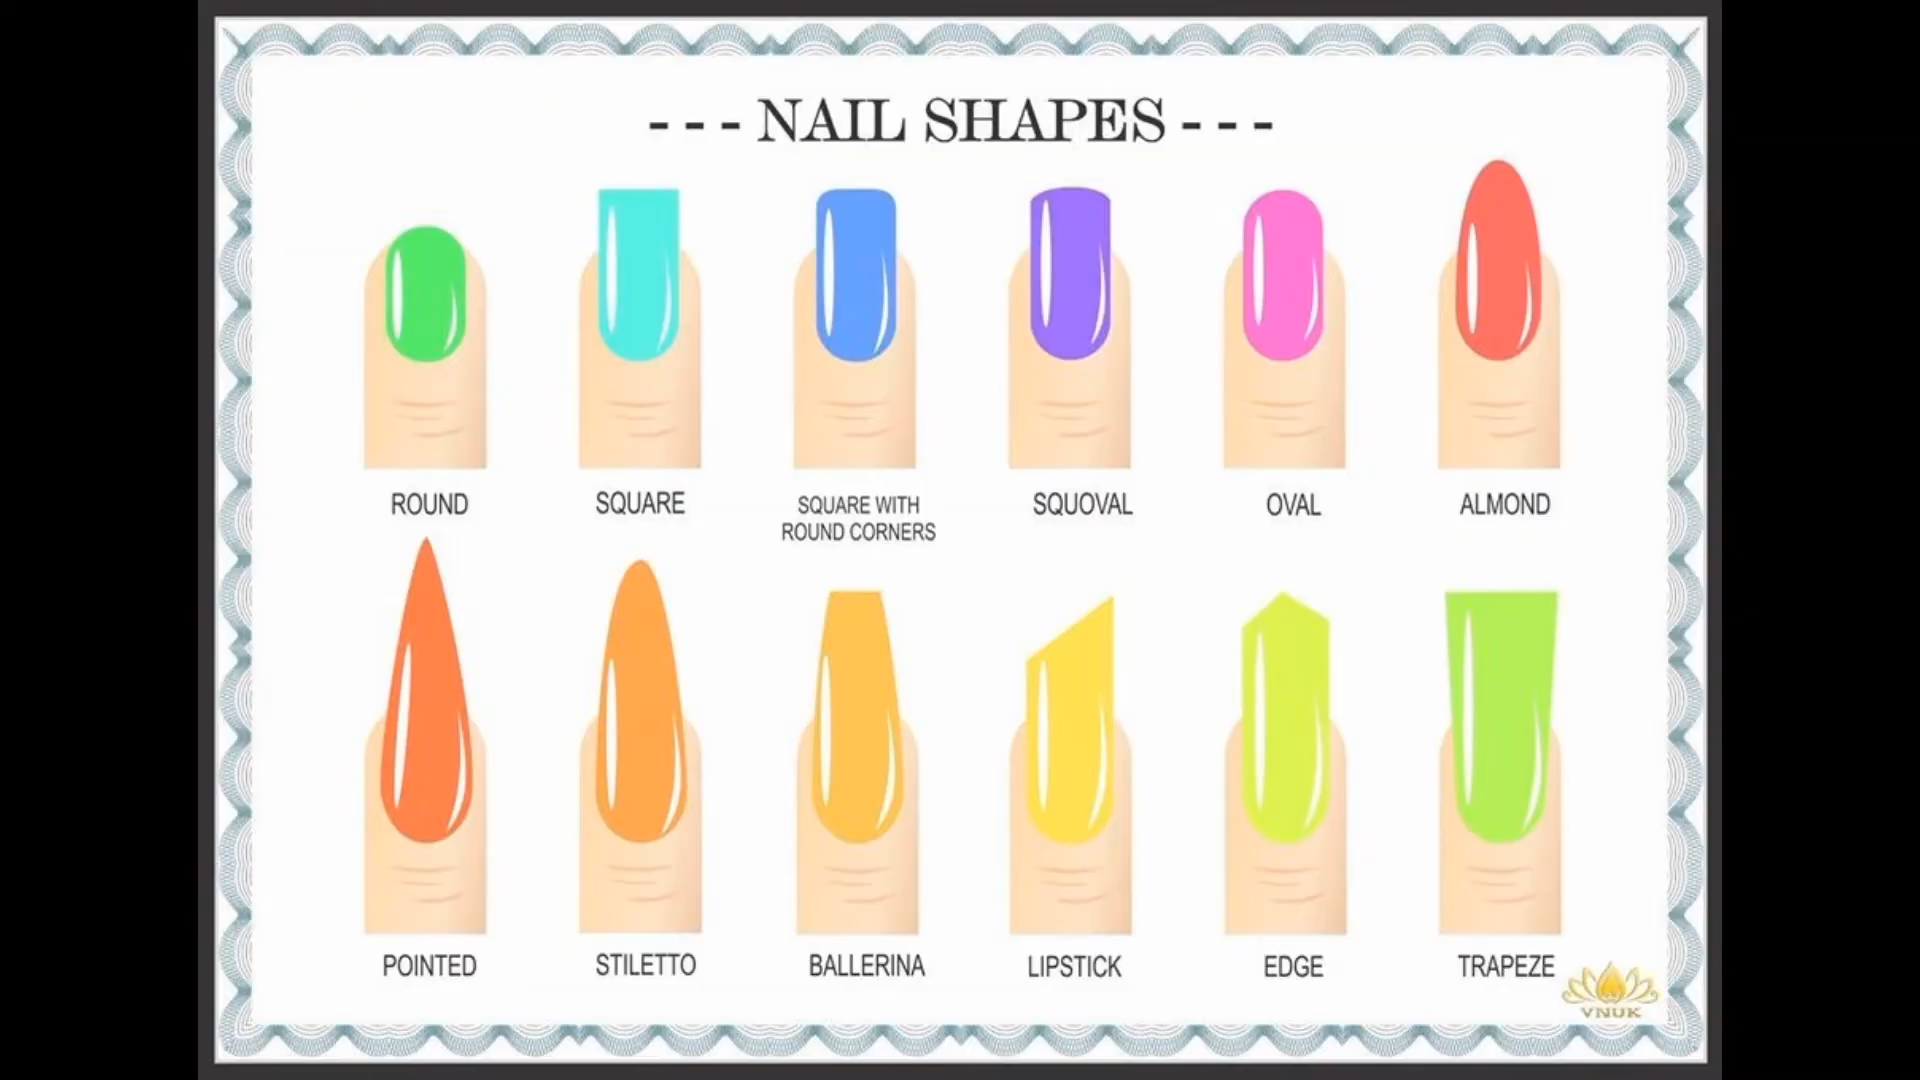 --- NAIL SHAPES ---
ROUND
SQUARE
SQUARE WITH
ROUND CORNERS
SQUOVAL
OVAL
ALMOND
POINTED
STILETTO
BALLERINA
LIPSTICK
EDGE
TRAPEZE
VNUK